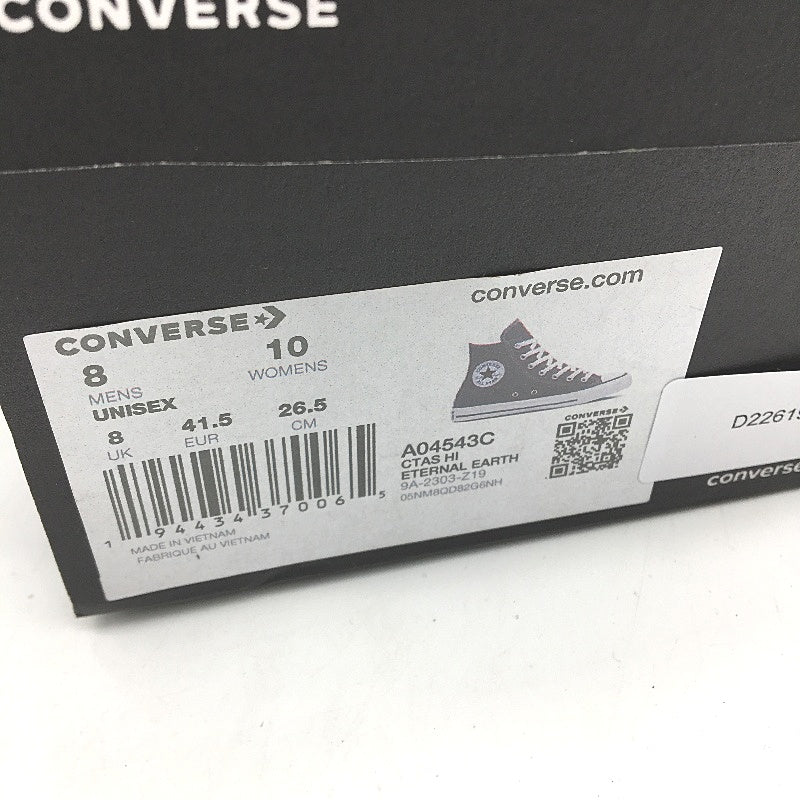 CONVERSE
converse.com
CONVERSE
8 10
MENS WOMENS
UNISEX
8 41.5 26.5
UK EUR CM
1 94434 37006 5
MADE IN VIETNAM
FABRIQUE AU VIETNAM
A04543C
CTAS HI
ETERNAL EARTH
9A-2303-Z19
05NM8QD82G6NH
CONVERSE
D2261
converse